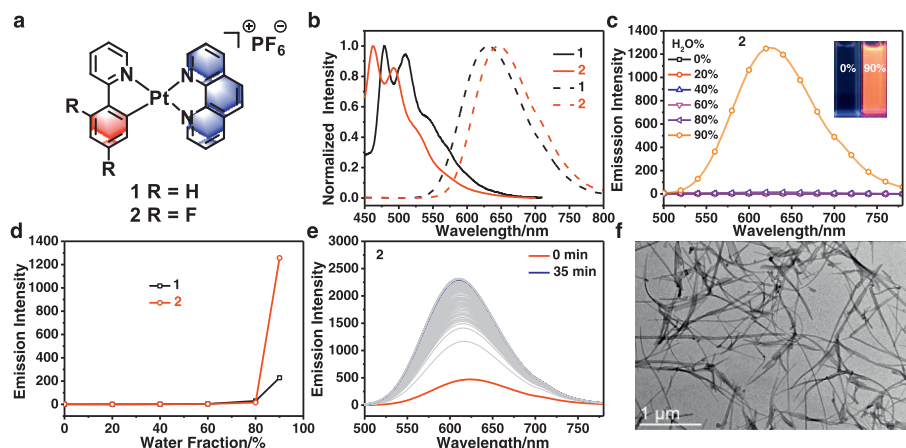 a
⊕ ⊖
PF6
N
N
Pt
N
R
R
1 R = H
2 R = F
b
Normalized Intensity
1.0
0.8
0.6
0.4
0.2
0.0
1
2
1
2
450 500 550 600 650 700 750 800
Wavelength/nm
c
2
Emisssion Intensity
1400
1200
1000
800
600
400
200
0
H2O%
0%
20%
40%
60%
80%
90%
0% 90%
500 550 600 650 700 750
Wavelength/nm
d
Emission Intensity
1400
1200
1000
800
600
400
200
0
1
2
0 20 40 60 80 100
Water Fraction/%
e
2
Emission Intensity
3000
2500
2000
1500
1000
500
0
0 min
35 min
500 550 600 650 700 750
Wavelength/nm
f
1 μm